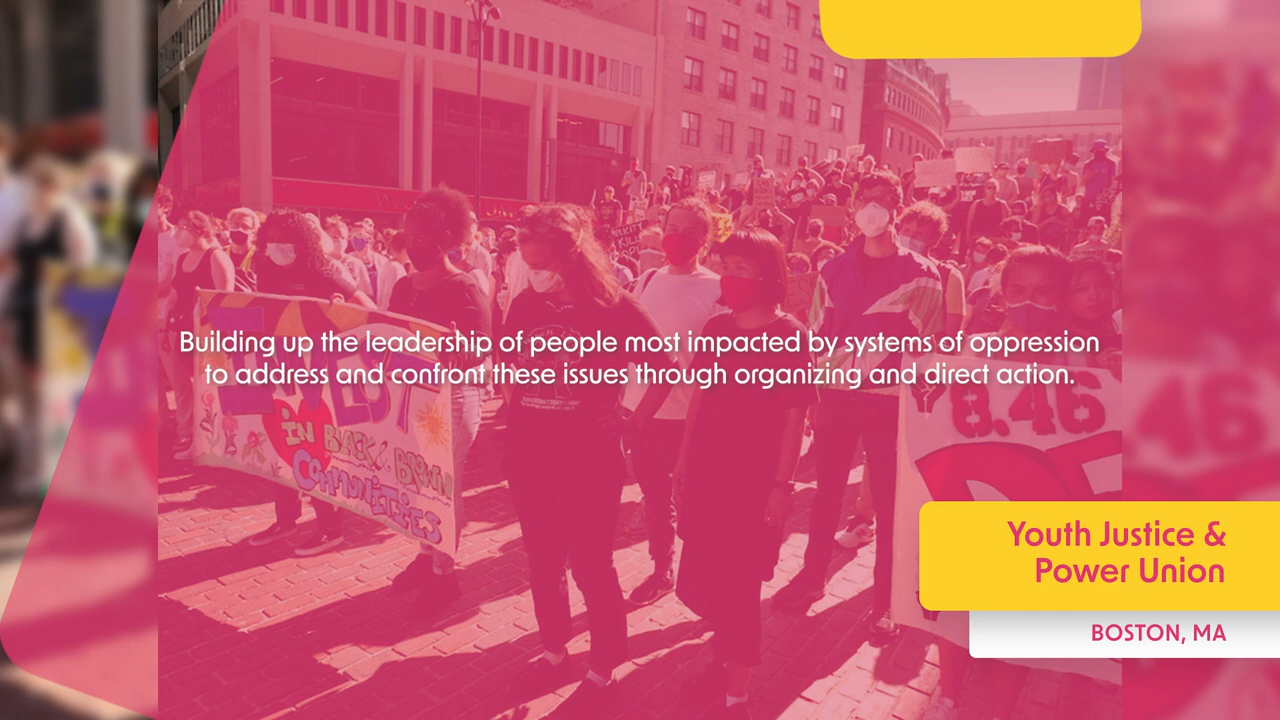 Building up the leadership of people most impacted by systems of oppression
to address and confront these issues through organizing and direct action.
INVEST
IN BLACK & BROWN
COMMUNITIES
8.46
Youth Justice &
Power Union
BOSTON, MA